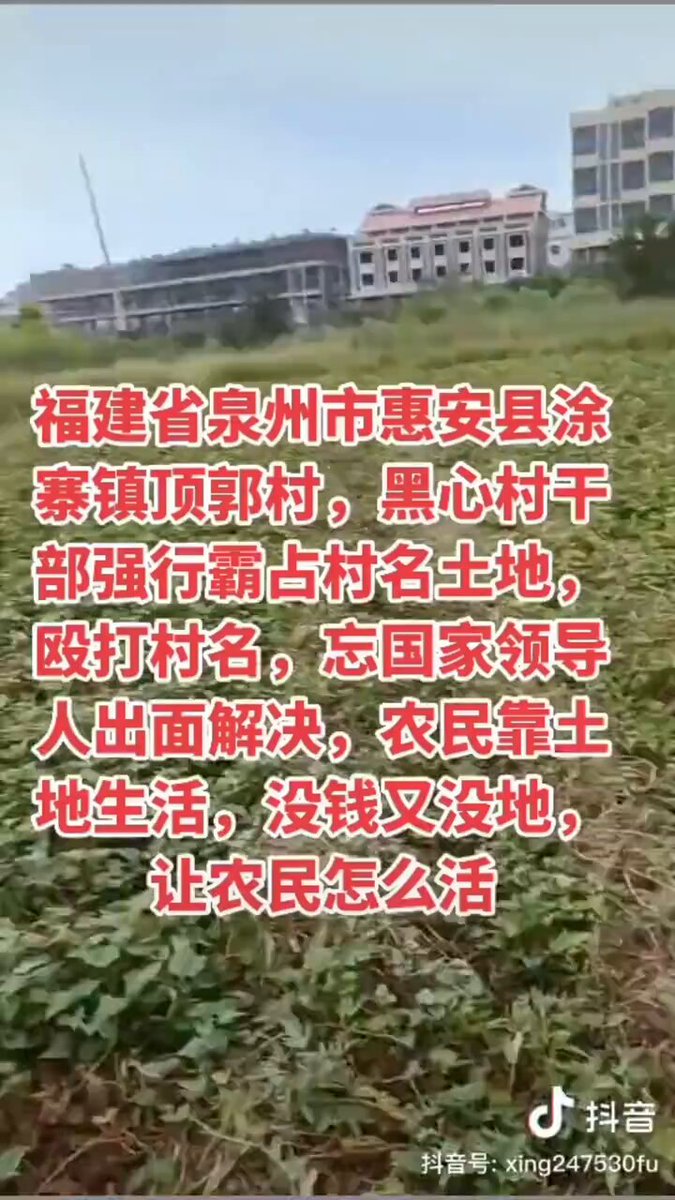 福建省泉州市惠安县涂
寨镇顶郭村，黑心村干
部强行霸占村名土地，
殴打村名，忘国家领导
人出面解决，农民靠土
地生活，没钱又没地，
让农民怎么活
抖音
抖音号: xing247530fu